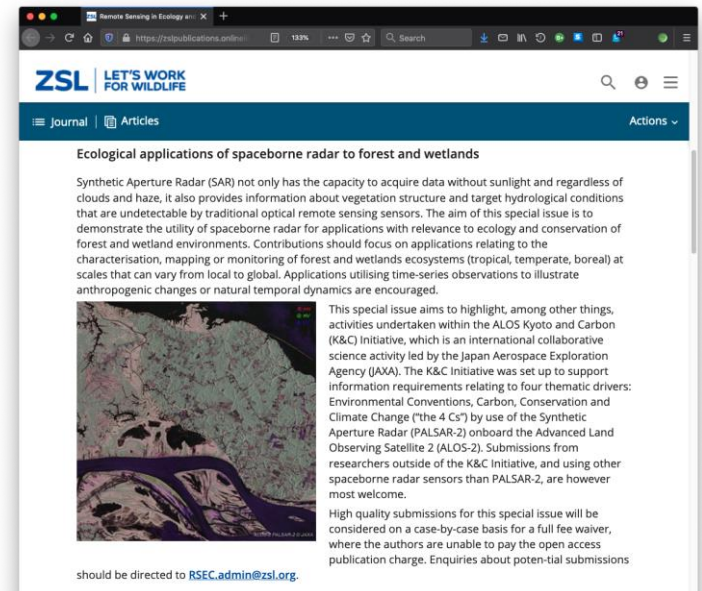 Remote Sensing in Ecology and
https://zslpublications.onlineli
133%
Search
21
ZSL LET'S WORK
FOR WILDLIFE
Journal | Articles
Actions
Ecological applications of spaceborne radar to forest and wetlands
Synthetic Aperture Radar (SAR) not only has the capacity to acquire data without sunlight and regardless of
clouds and haze, it also provides information about vegetation structure and target hydrological conditions
that are undetectable by traditional optical remote sensing sensors. The aim of this special issue is to
demonstrate the utility of spaceborne radar for applications with relevance to ecology and conservation of
forest and wetland environments. Contributions should focus on applications relating to the
characterisation, mapping or monitoring of forest and wetlands ecosystems (tropical, temperate, boreal) at
scales that can vary from local to global. Applications utilising time-series observations to illustrate
anthropogenic changes or natural temporal dynamics are encouraged.
This special issue aims to highlight, among other things,
activities undertaken within the ALOS Kyoto and Carbon
(K&C) Initiative, which is an international collaborative
science activity led by the Japan Aerospace Exploration
Agency (JAXA). The K&C Initiative was set up to support
information requirements relating to four thematic drivers:
Environmental Conventions, Carbon, Conservation and
Climate Change ("the 4 Cs") by use of the Synthetic
Aperture Radar (PALSAR-2) onboard the Advanced Land
Observing Satellite 2 (ALOS-2). Submissions from
researchers outside of the K&C Initiative, and using other
spaceborne radar sensors than PALSAR-2, are however
most welcome.
High quality submissions for this special issue will be
considered on a case-by-case basis for a full fee waiver,
where the authors are unable to pay the open access
publication charge. Enquiries about poten-tial submissions
should be directed to RSEC.admin@zsl.org.